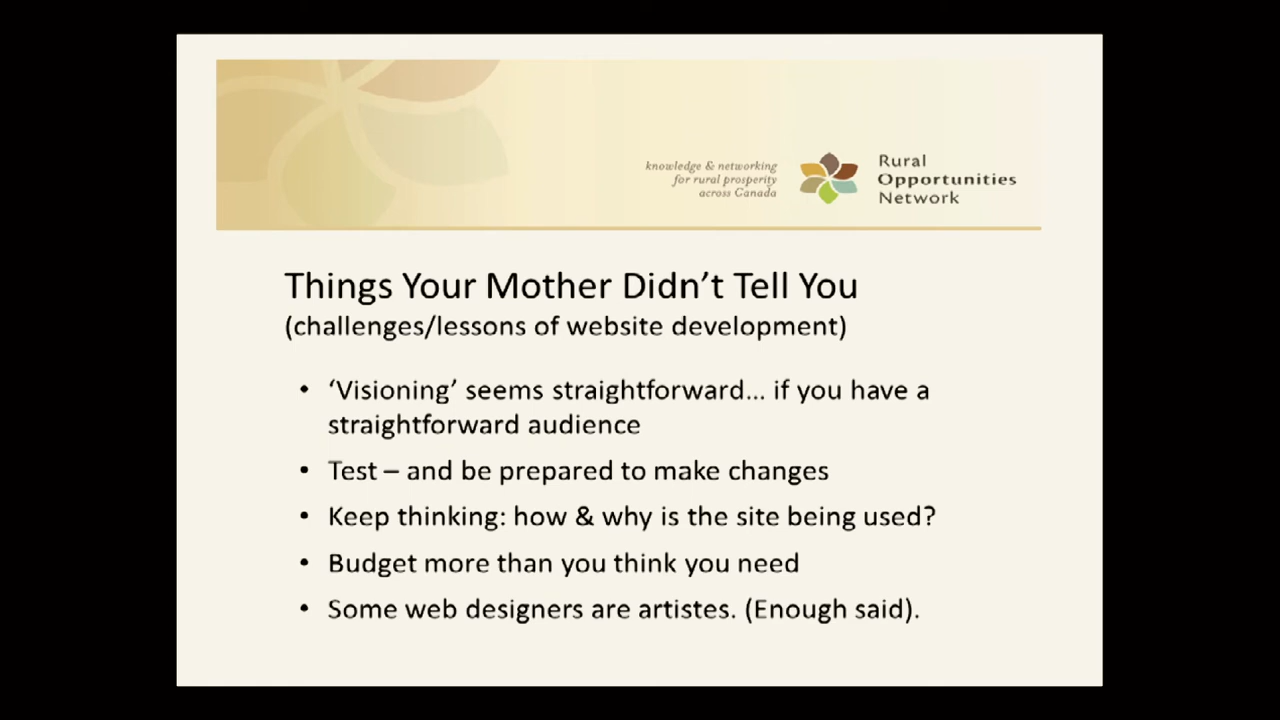 knowledge & networking
for rural prosperity
across Canada
Rural
Opportunities
Network
Things Your Mother Didn’t Tell You
(challenges/lessons of website development)
• ‘Visioning’ seems straightforward… if you have a
straightforward audience
• Test – and be prepared to make changes
• Keep thinking: how & why is the site being used?
• Budget more than you think you need
• Some web designers are artistes. (Enough said).